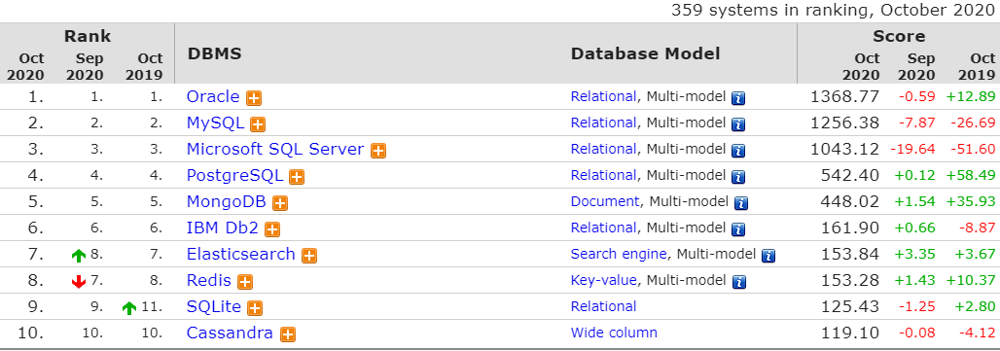 359 systems in ranking, October 2020
Rank DBMS Database Model Score
Oct 2020 Sep 2020 Oct 2019 Oct 2020 Sep 2020 Oct 2019
1. 1. 1. Oracle Relational, Multi-model 1368.77 -0.59 +12.89
2. 2. 2. MySQL Relational, Multi-model 1256.38 -7.87 -26.69
3. 3. 3. Microsoft SQL Server Relational, Multi-model 1043.12 -19.64 -51.60
4. 4. 4. PostgreSQL Relational, Multi-model 542.40 +0.12 +58.49
5. 5. 5. MongoDB Document, Multi-model 448.02 +1.54 +35.93
6. 6. 6. IBM Db2 Relational, Multi-model 161.90 +0.66 -8.87
7. 8. 7. Elasticsearch Search engine, Multi-model 153.84 +3.35 +3.67
8. 7. 8. Redis Key-value, Multi-model 153.28 +1.43 +10.37
9. 9. 11. SQLite Relational 125.43 -1.25 +2.80
10. 10. 10. Cassandra Wide column 119.10 -0.08 -4.12